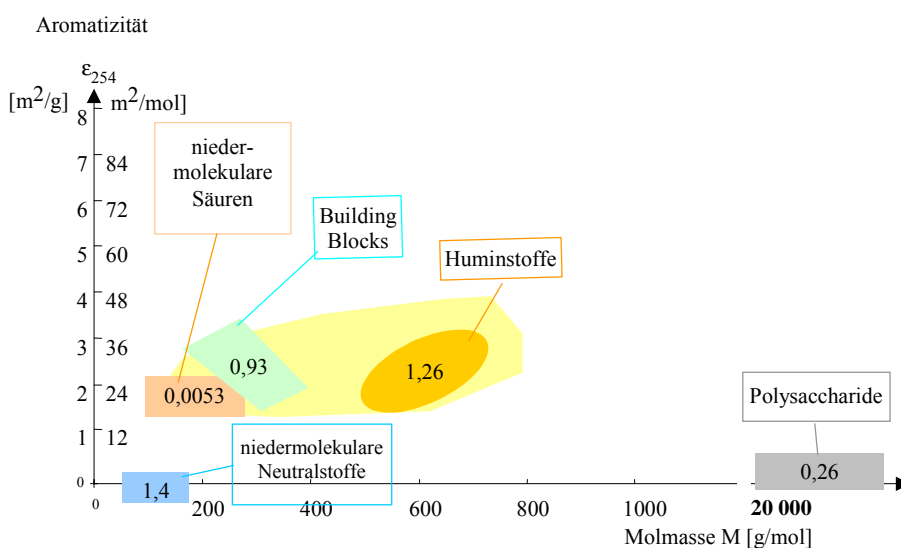 Aromatizität
ε254
[m2/g] m2/mol]
8
7 84
6 72
5 60
4 48
3 36
2 24
1 12
0
nieder-
molekulare
Säuren
Building
Blocks
Huminstoffe
0,93
1,26
0,0053
Polysaccharide
niedermolekulare
Neutralstoffe
1,4
0,26
0 200 400 600 800 1000 20 000
Molmasse M [g/mol]